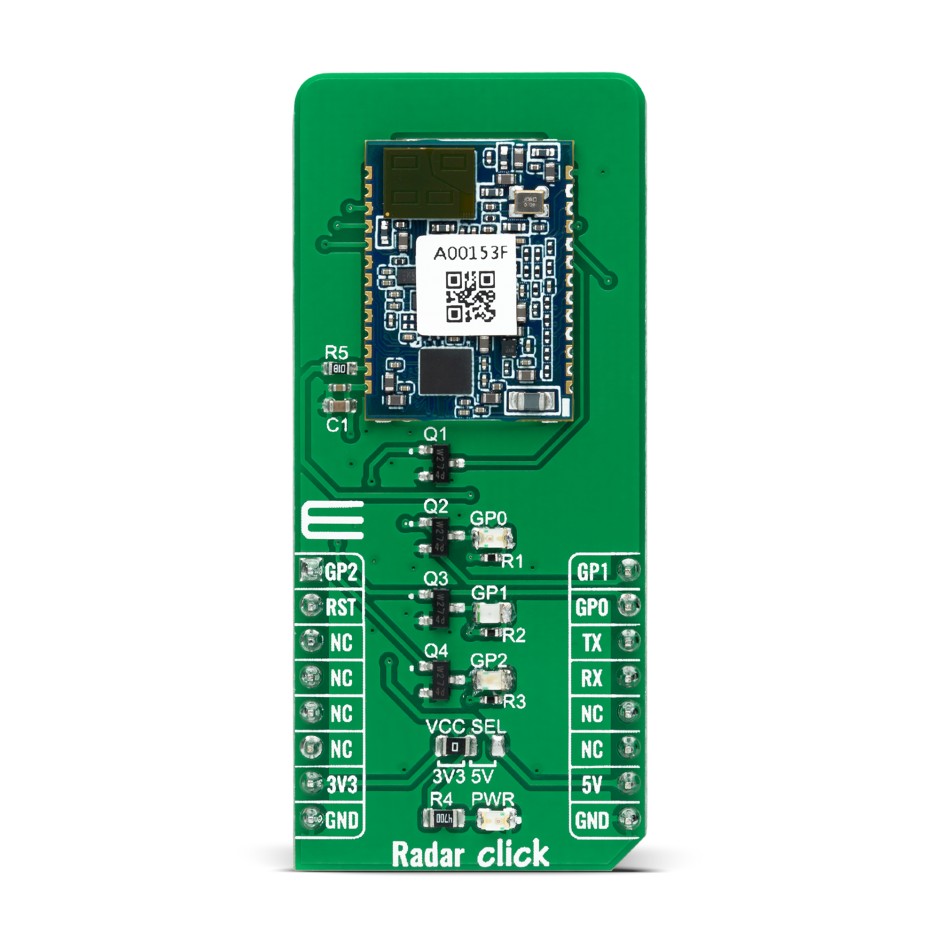 A00153F
R5
C1
Q1
Q2
GP0
R1
Q3
GP1
R2
Q4
GP2
R3
VCC SEL
3V3 5V
R4 PWR
4700
GP2 GP1
RST GP0
NC TX
NC RX
NC NC
NC NC
3V3 5V
GND GND
Radar click